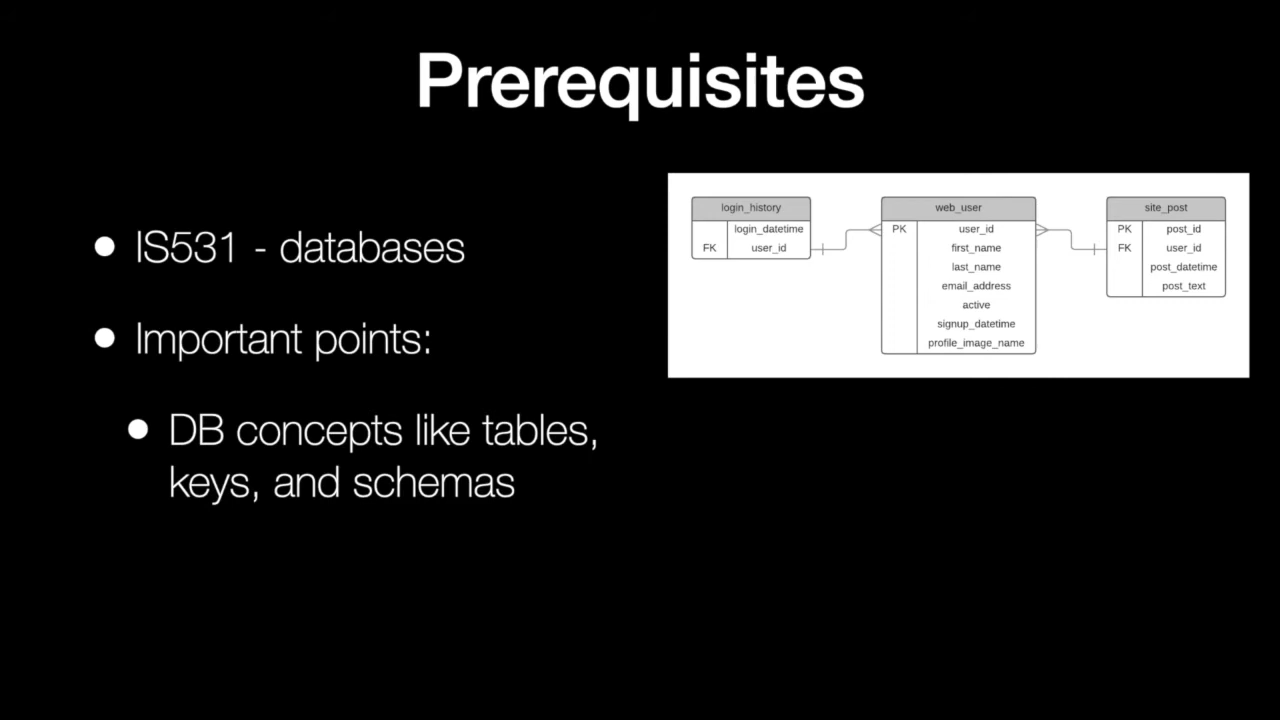 Prerequisites
IS531 - databases
Important points:
DB concepts like tables,
keys, and schemas
login_history
login_datetime
FK user_id
web_user
PK user_id
first_name
last_name
email_address
active
signup_datetime
profile_image_name
site_post
PK post_id
FK user_id
post_datetime
post_text